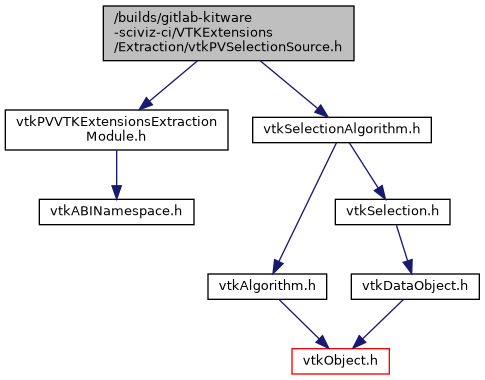 /builds/gitlab-kitware
-sciviz-ci/VTKExtensions
/Extraction/vtkPVSelectionSource.h
vtkPVVTKExtensionsExtraction
Module.h
vtkSelectionAlgorithm.h
vtkABINamespace.h
vtkSelection.h
vtkAlgorithm.h
vtkDataObject.h
vtkObject.h